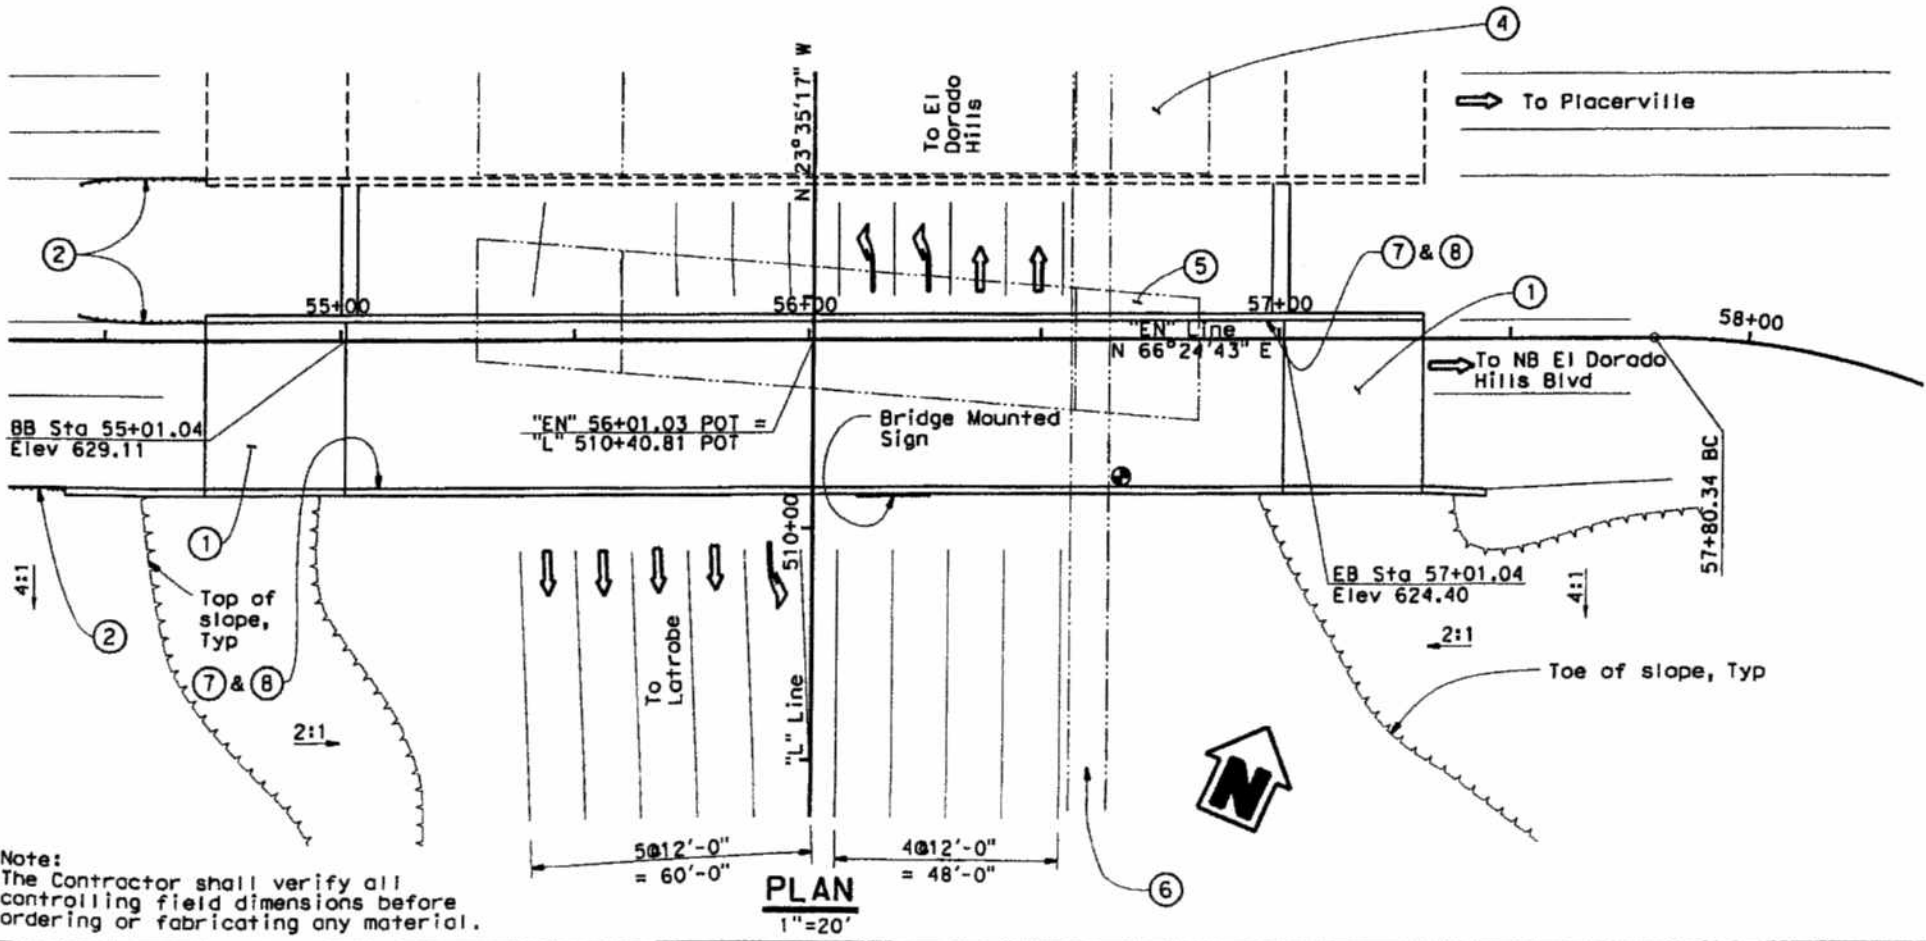 4
N 23°35'17" W
To El
Dorado
Hills
To Placerville
2
7 & 8
5
1
55+00
56+00
57+00
58+00
"EN" Line
N 66°24'43" E
To NB El Dorado
Hills Blvd
BB Sta 55+01.04
Elev 629.11
"EN" 56+01.03 POT =
"L" 510+40.81 POT
Bridge Mounted
Sign
57+80.34 BC
510+00
1
4:1
Top of
slope,
Typ
EB Sta 57+01.04
Elev 624.40
4:1
2
2:1
To
Latrobe
Toe of slope, Typ
7 & 8
"L" Line
2:1
N
5@12'-0"
= 60'-0"
4@12'-0"
= 48'-0"
6
PLAN
1"=20'
Note:
The Contractor shall verify all
controlling field dimensions before
ordering or fabricating any material.